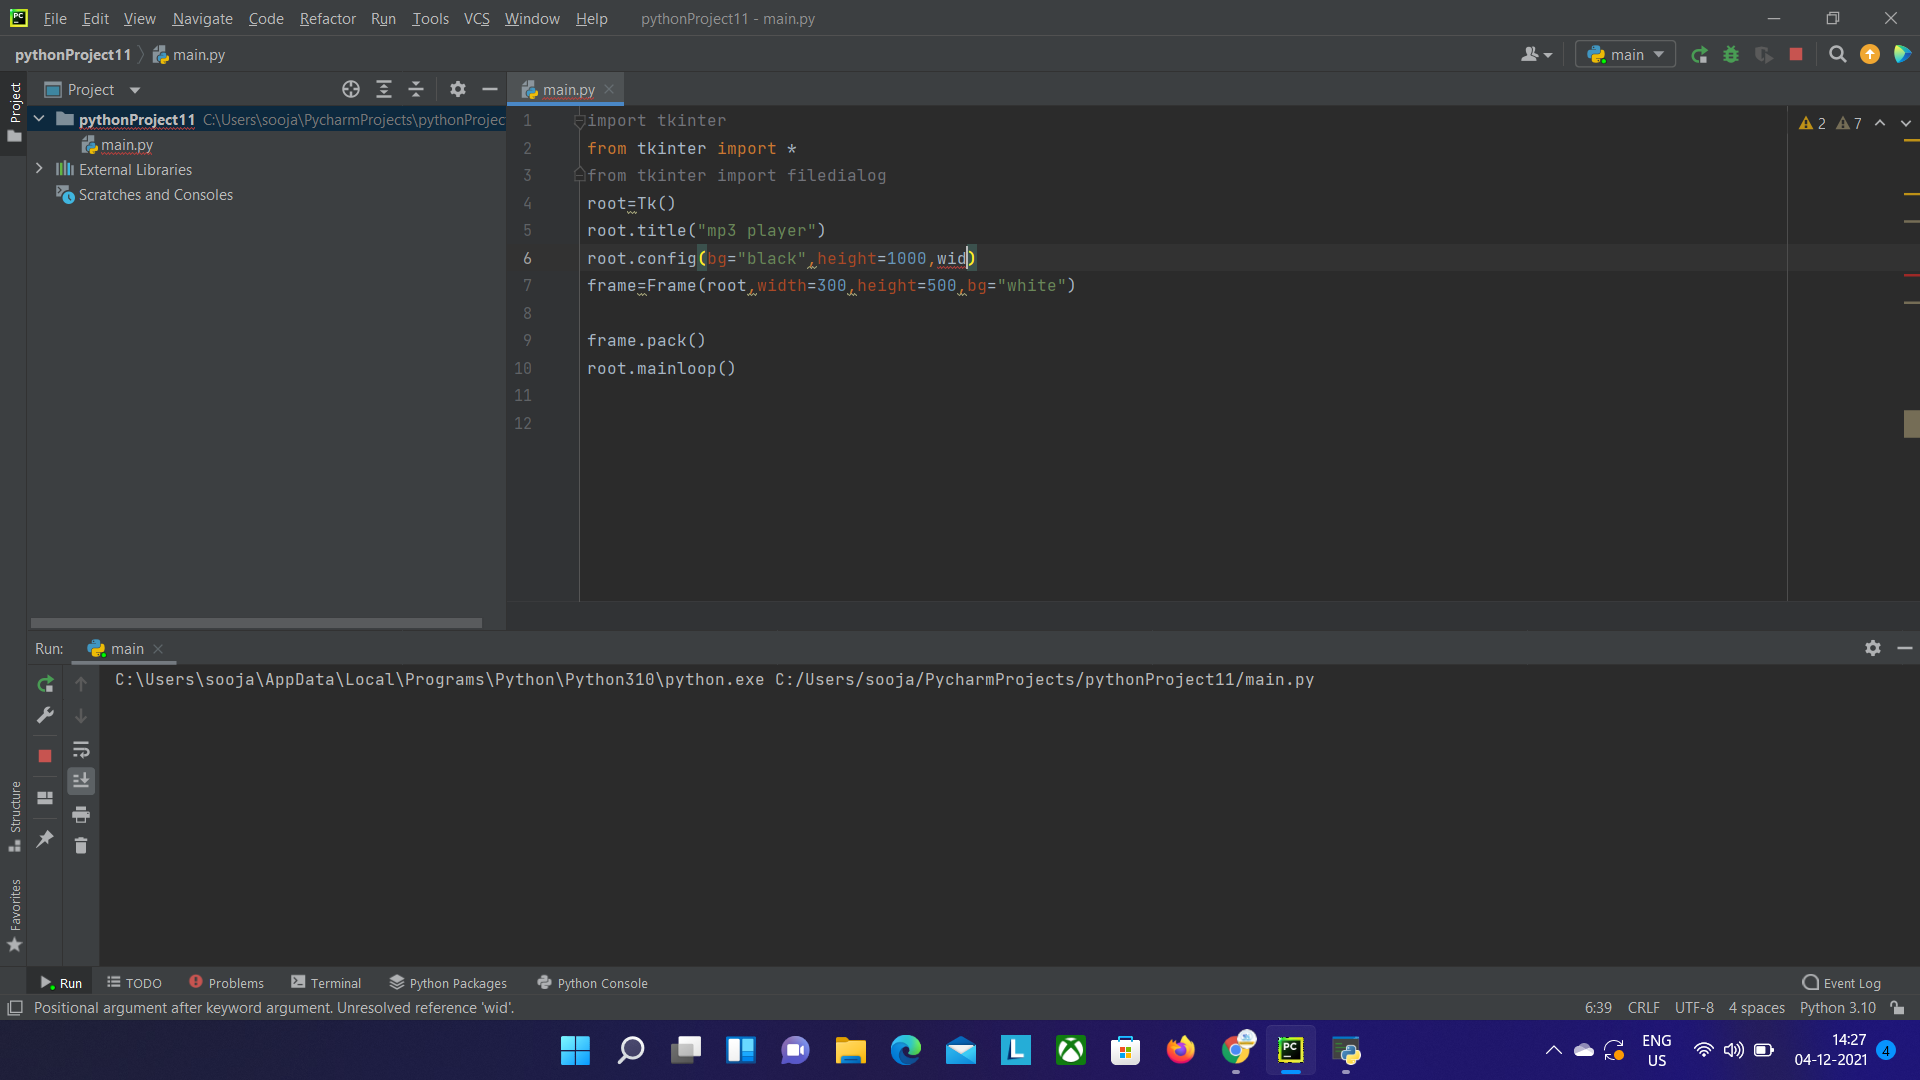 File Edit View Navigate Code Refactor Run Tools VCS Window Help pythonProject11 - main.py
pythonProject11 main.py main
Project
Project main.py
pythonProject11 C:\Users\sooja\PycharmProjects\pythonProjec
main.py
External Libraries
Scratches and Consoles
1 import tkinter
2 from tkinter import *
3 from tkinter import filedialog
4 root=Tk()
5 root.title("mp3 player")
6 root.config(bg="black",height=1000,wid)
7 frame=Frame(root,width=300,height=500,bg="white")
8
9 frame.pack()
10 root.mainloop()
11
12
2 7
Run: main
C:\Users\sooja\AppData\Local\Programs\Python\Python310\python.exe C:/Users/sooja/PycharmProjects/pythonProject11/main.py
Structure
Favorites
Run TODO Problems Terminal Python Packages Python Console Event Log
Positional argument after keyword argument. Unresolved reference 'wid'. 6:39 CRLF UTF-8 4 spaces Python 3.10
ENG
US
14:27
04-12-2021
4